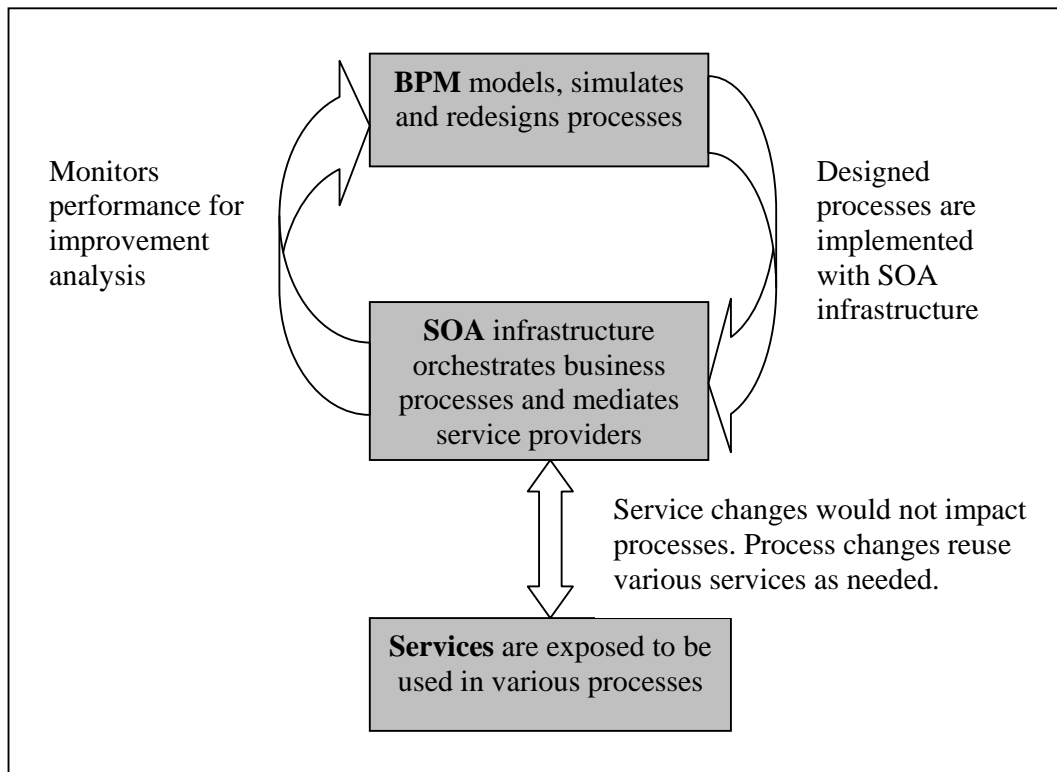 BPM models, simulates
and redesigns processes
Monitors
performance for
improvement
analysis
Designed
processes are
implemented
with SOA
infrastructure
SOA infrastructure
orchestrates business
processes and mediates
service providers
Service changes would not impact
processes. Process changes reuse
various services as needed.
Services are exposed to be
used in various processes